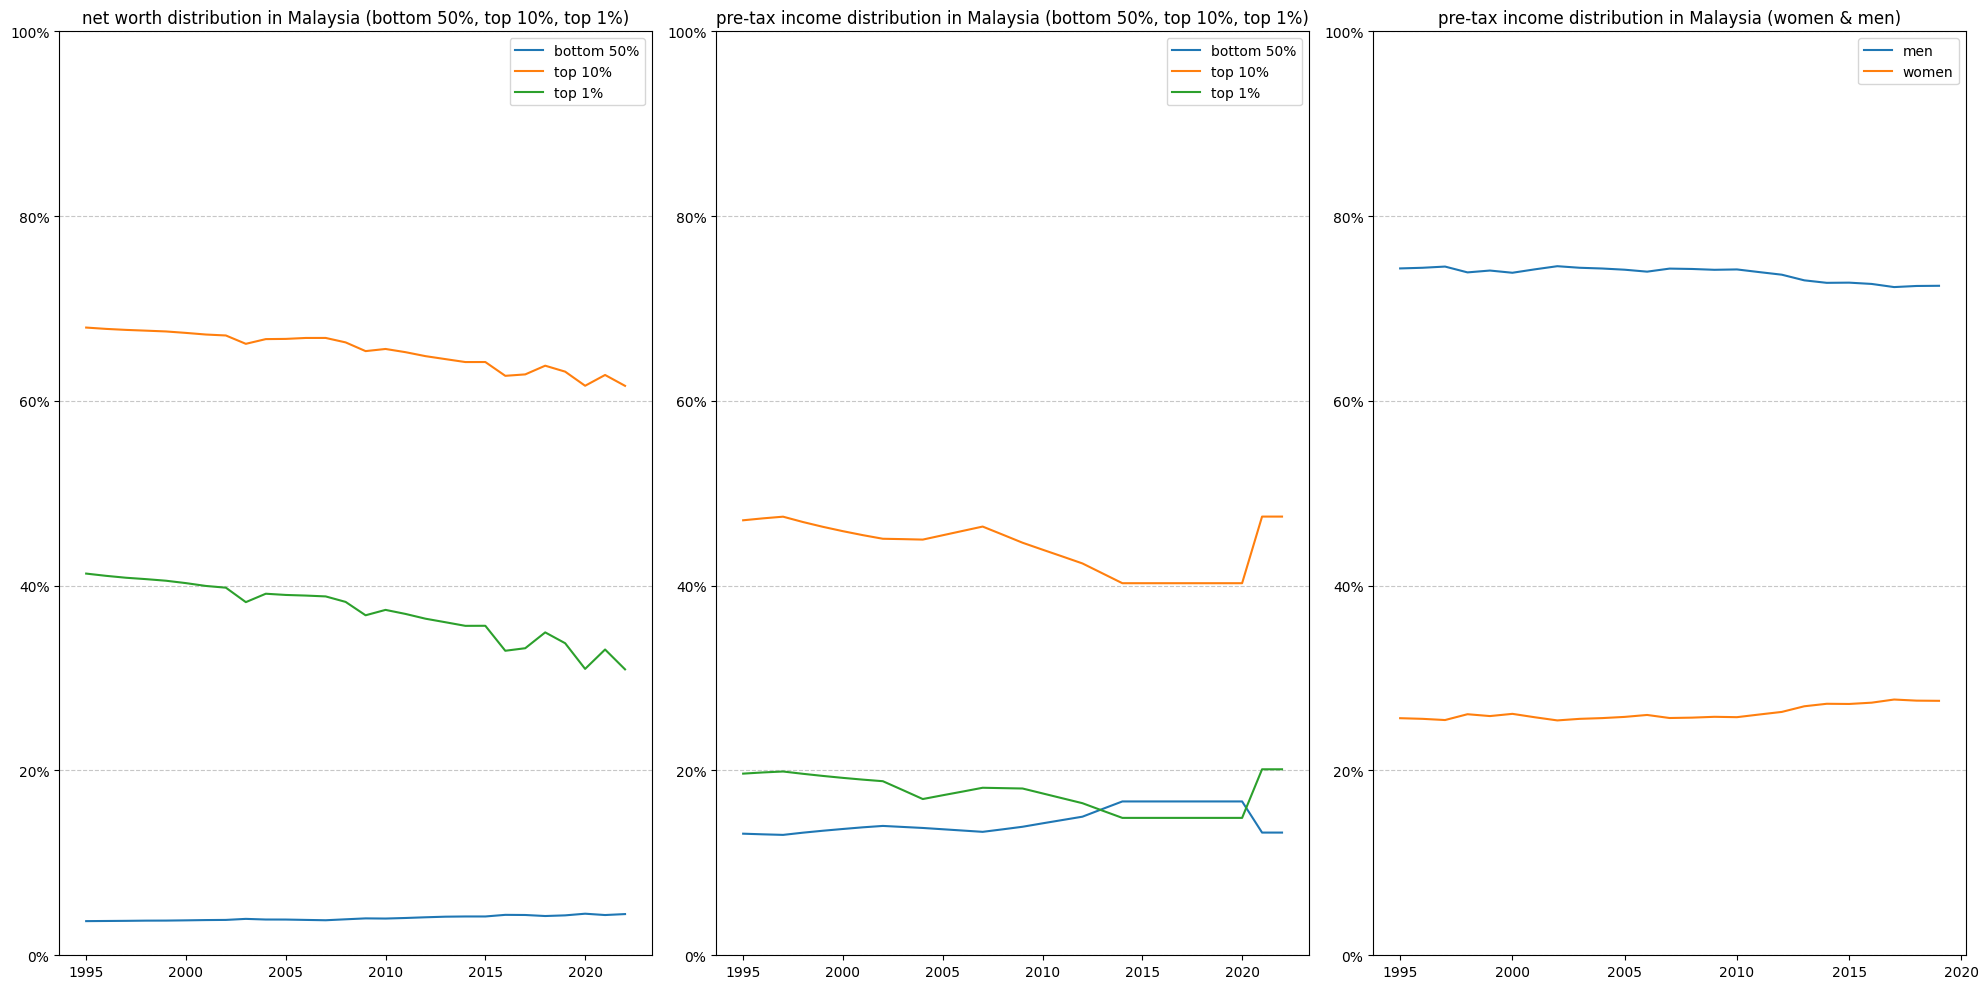 net worth distribution in Malaysia (bottom 50%, top 10%, top 1%)
100%
80%
60%
40%
20%
0%
1995 2000 2005 2010 2015 2020
bottom 50%
top 10%
top 1%
pre-tax income distribution in Malaysia (bottom 50%, top 10%, top 1%)
100%
80%
60%
40%
20%
0%
1995 2000 2005 2010 2015 2020
bottom 50%
top 10%
top 1%
pre-tax income distribution in Malaysia (women & men)
100%
80%
60%
40%
20%
0%
1995 2000 2005 2010 2015 2020
men
women